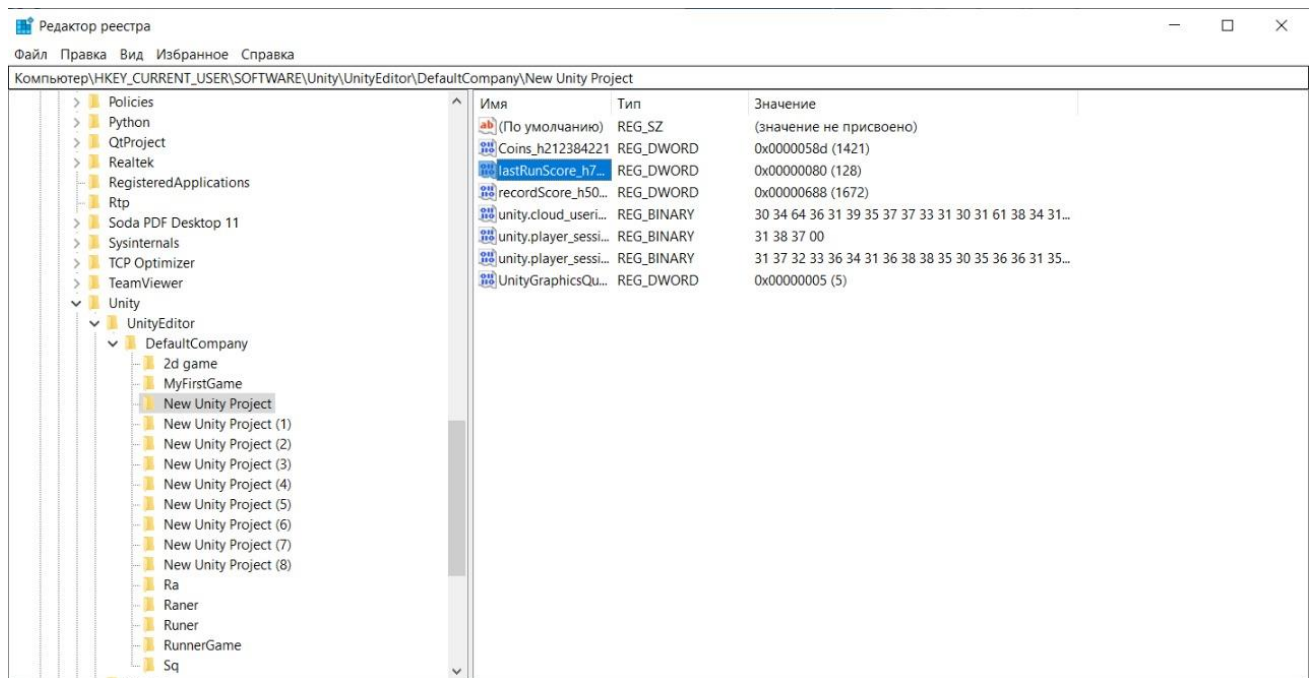 Редактор реестра
Файл Правка Вид Избранное Справка
Компьютер\HKEY_CURRENT_USER\SOFTWARE\Unity\UnityEditor\DefaultCompany\New Unity Project
Policies
Python
QtProject
Realtek
RegisteredApplications
Rtp
Soda PDF Desktop 11
Sysinternals
TCP Optimizer
TeamViewer
Unity
UnityEditor
DefaultCompany
2d game
MyFirstGame
New Unity Project
New Unity Project (1)
New Unity Project (2)
New Unity Project (3)
New Unity Project (4)
New Unity Project (5)
New Unity Project (6)
New Unity Project (7)
New Unity Project (8)
Ra
Raner
Runer
RunnerGame
Sq
Имя Тип Значение
(По умолчанию) REG_SZ (значение не присвоено)
Coins_h212384221 REG_DWORD 0x0000058d (1421)
lastRunScore_h7... REG_DWORD 0x00000080 (128)
recordScore_h50... REG_DWORD 0x00000688 (1672)
unity.cloud_useri... REG_BINARY 30 34 64 36 31 39 35 37 37 33 31 30 31 61 38 34 31...
unity.player_sessi... REG_BINARY 31 38 37 00
unity.player_sessi... REG_BINARY 31 37 32 33 36 34 31 36 38 38 35 30 35 36 36 31 35...
UnityGraphicsQu... REG_DWORD 0x00000005 (5)